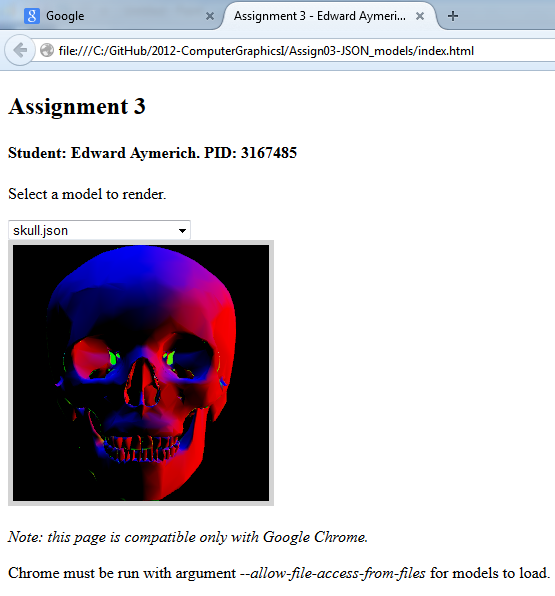 Google
Assignment 3 - Edward Aymeri...
file:///C:/GitHub/2012-ComputerGraphicsI/Assign03-JSON_models/index.html
Assignment 3
Student: Edward Aymerich. PID: 3167485
Select a model to render.
skull.json
Note: this page is compatible only with Google Chrome.
Chrome must be run with argument --allow-file-access-from-files for models to load.